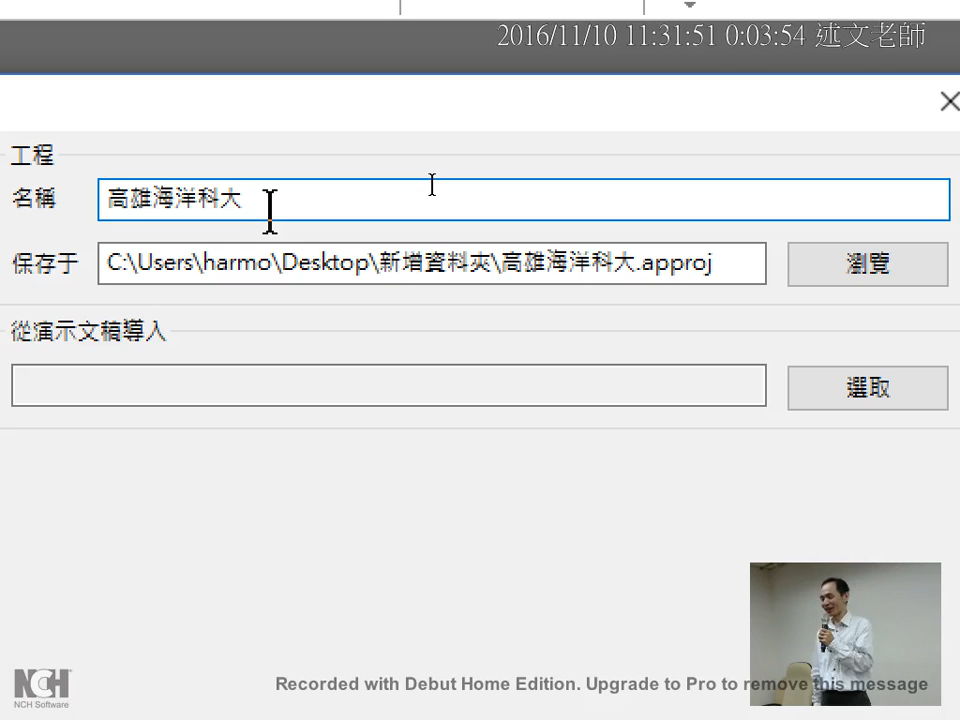 2016/11/10 11:31:51 0:03:54 述文老師
工程
名稱 高雄海洋科大
保存于 C:\Users\harmo\Desktop\新增資料夾\高雄海洋科大.approj 瀏覽
從演示文稿導入
選取
NCH
NCH Software
Recorded with Debut Home Edition. Upgrade to Pro to remove this message